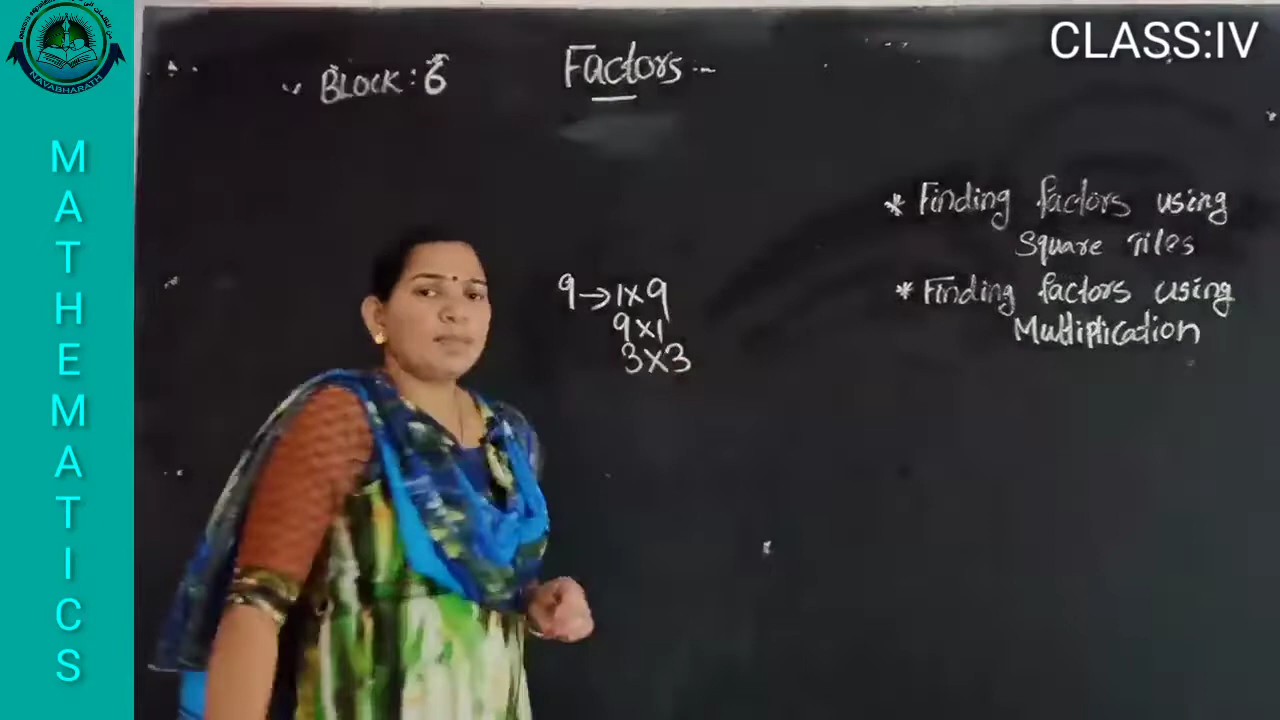 NAVABHARATH
CLASS:IV
MATHEMATICS
BLOCK: 6
Factors
* Finding factors using
Square Tiles
* Finding factors using
Multiplication
9→1×9
9×1
3×3